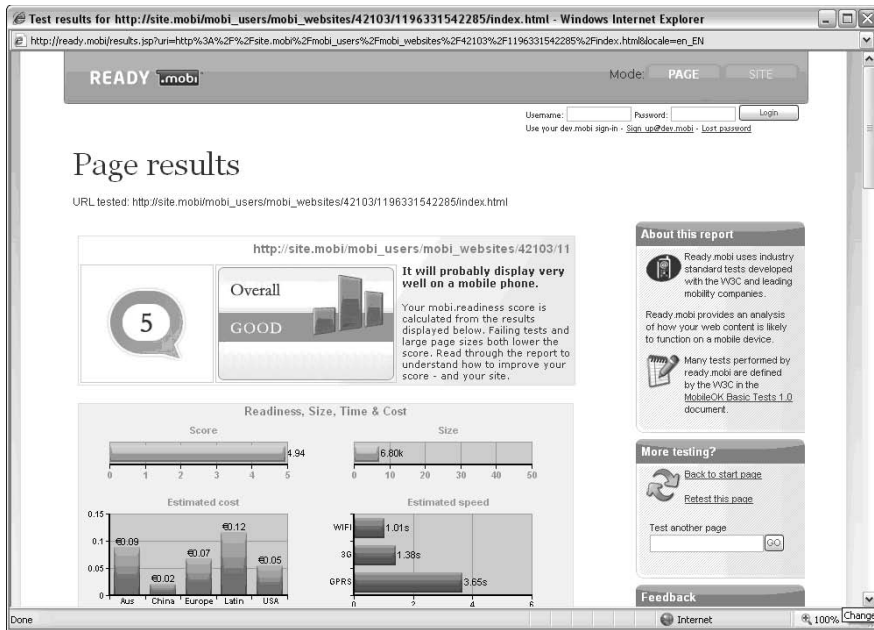 Test results for http://site.mobi/mobi_users/mobi_websites/42103/1196331542285/index.html - Windows Internet Explorer
http://ready.mobi/results.jsp?uri=http%3A%2F%2Fsite.mobi%2Fmobi_users%2Fmobi_websites%2F42103%2F1196331542285%2Findex.html&locale=en_EN
READY .mobi
Mode: PAGE SITE
Username: Password: Login
Use your dev.mobi sign-in - Sign up@dev.mobi - Lost password
Page results
URL tested: http://site.mobi/mobi_users/mobi_websites/42103/1196331542285/index.html
http://site.mobi/mobi_users/mobi_websites/42103/11
5
Overall
GOOD
It will probably display very
well on a mobile phone.
Your mobi.readiness score is
calculated from the results
displayed below. Failing tests and
large page sizes both lower the
score. Read through the report to
understand how to improve your
score - and your site.
Readiness, Size, Time & Cost
Score
4.94
0 1 2 3 4 5
Size
6.80k
0 10 20 30 40 50
Estimated cost
0.15
0.1
0.05
0
€0.09
€0.02
€0.07
€0.12
€0.05
Aus China Europe Latin USA
Estimated speed
WIFI 1.01s
3G 1.38s
GPRS 3.65s
0 2 4 6
About this report
Ready.mobi uses industry
standard tests developed
with the W3C and leading
mobility companies.
Ready.mobi provides an analysis
of how your web content is likely
to function on a mobile device.
Many tests performed by
ready.mobi are defined
by the W3C in the
MobileOK Basic Tests 1.0
document.
More testing?
Back to start page
Retest this page
Test another page
GO
Feedback
Done
Internet
100%
Change